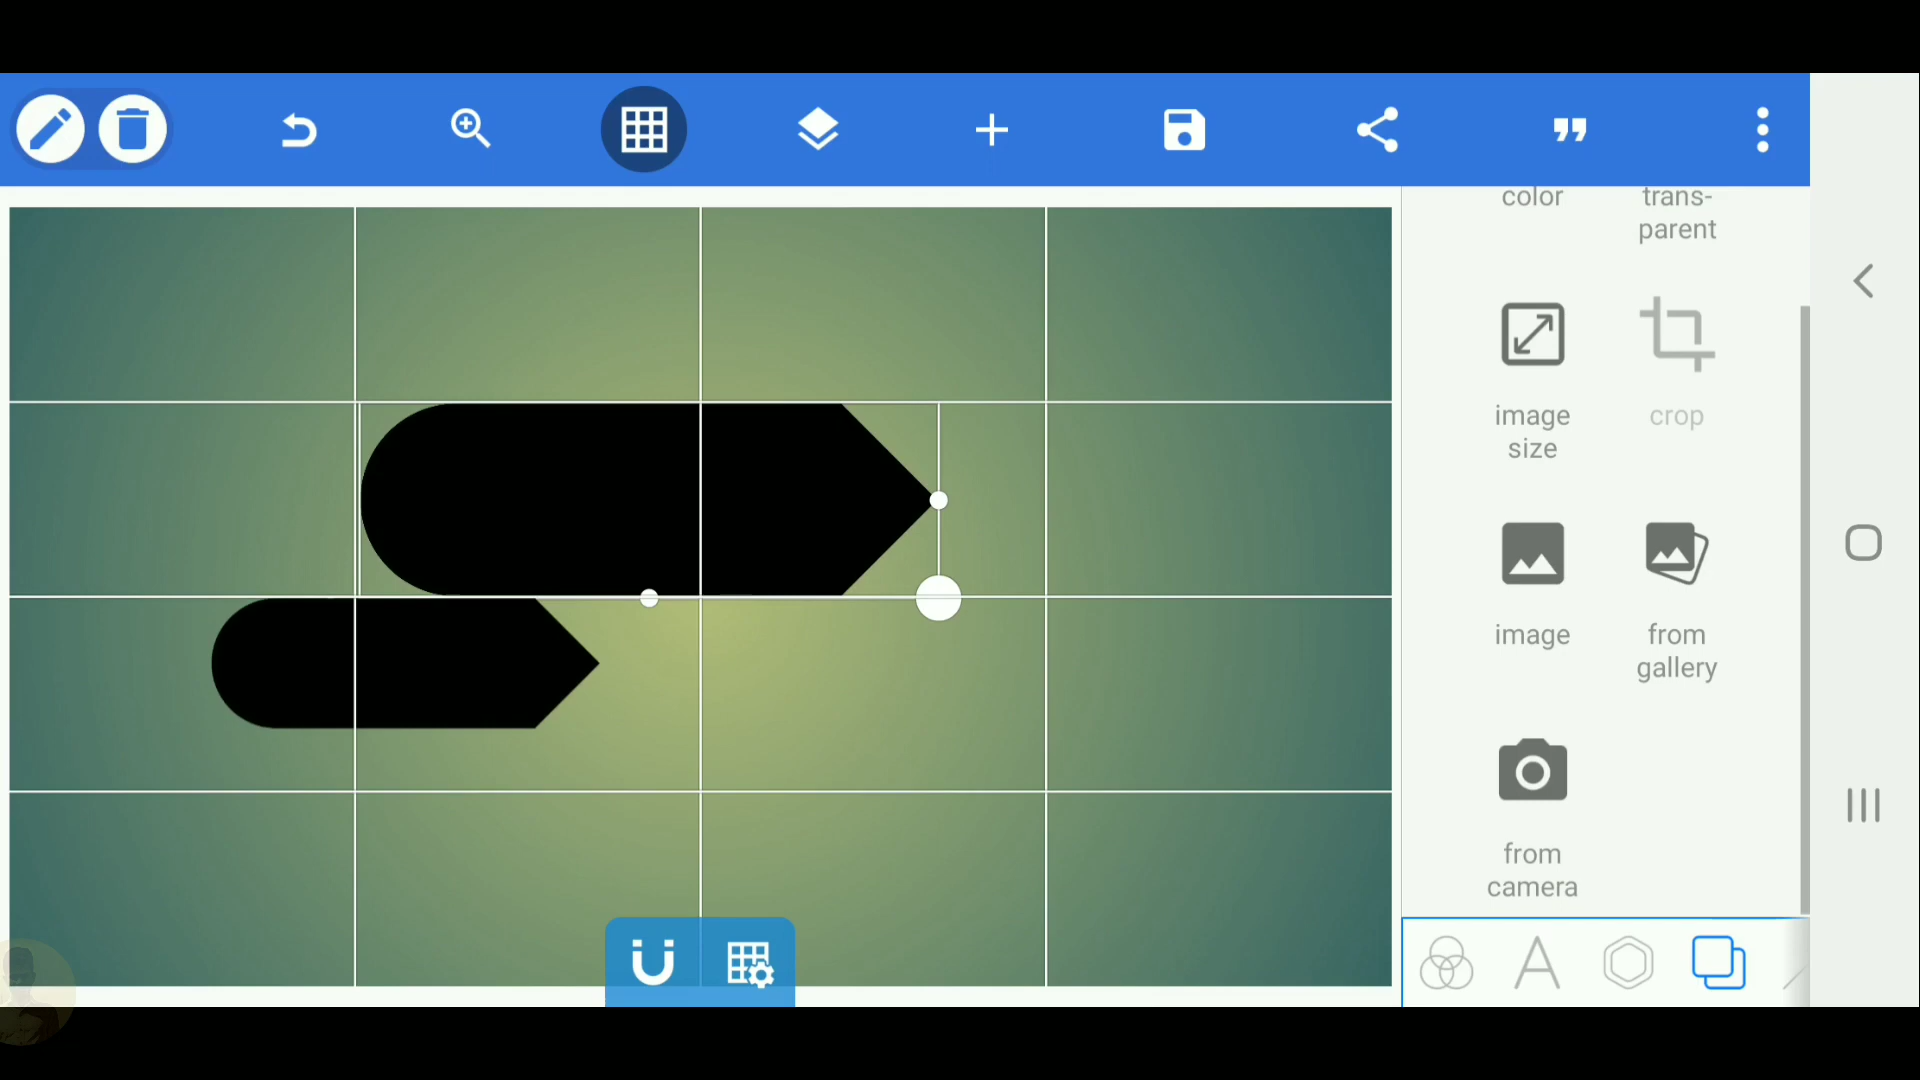 color
trans-
parent
image
size
crop
image
from
gallery
from
camera